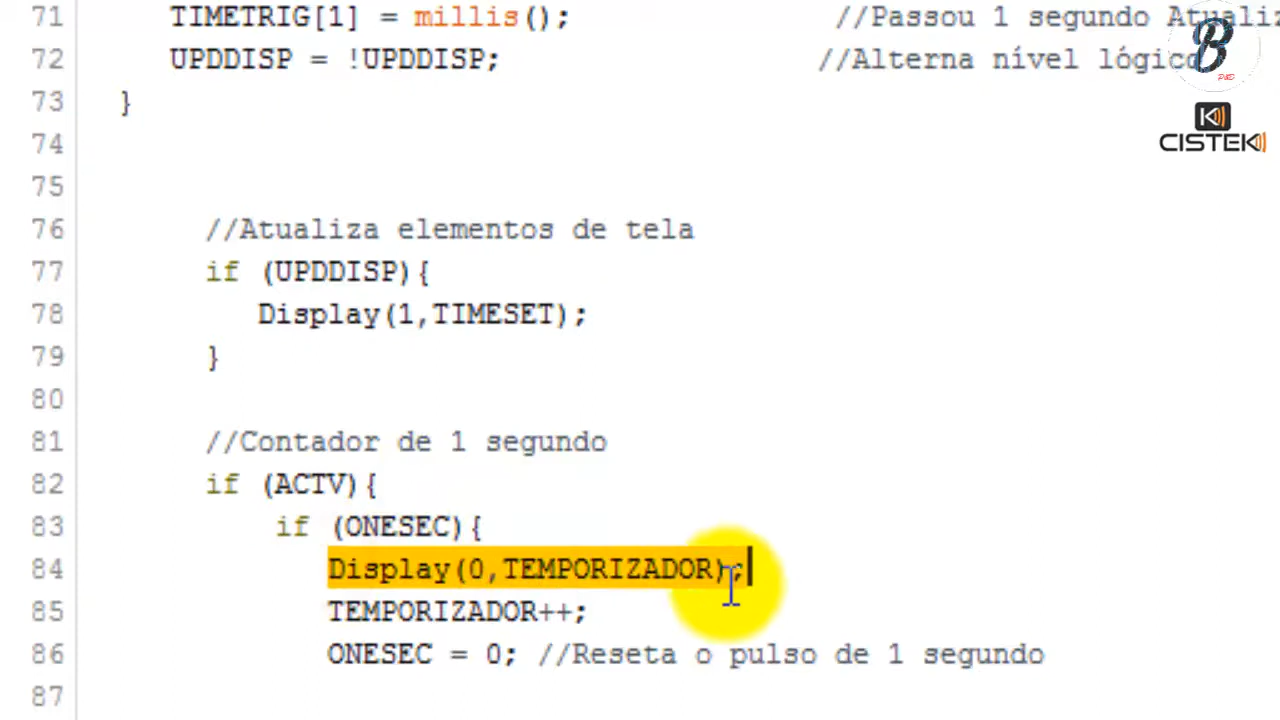 71 TIMETRIG[1] = millis(); //Passou 1 segundo Atualiz
72 UPDDISP = !UPDDISP; //Alterna nível lógico
73 }
74
75
76 //Atualiza elementos de tela
77 if (UPDDISP){
78 Display(1,TIMESET);
79 }
80
81 //Contador de 1 segundo
82 if (ACTV){
83 if (ONESEC){
84 Display(0,TEMPORIZADOR);
85 TEMPORIZADOR++;
86 ONESEC = 0; //Reseta o pulso de 1 segundo
87
B
CISTEK